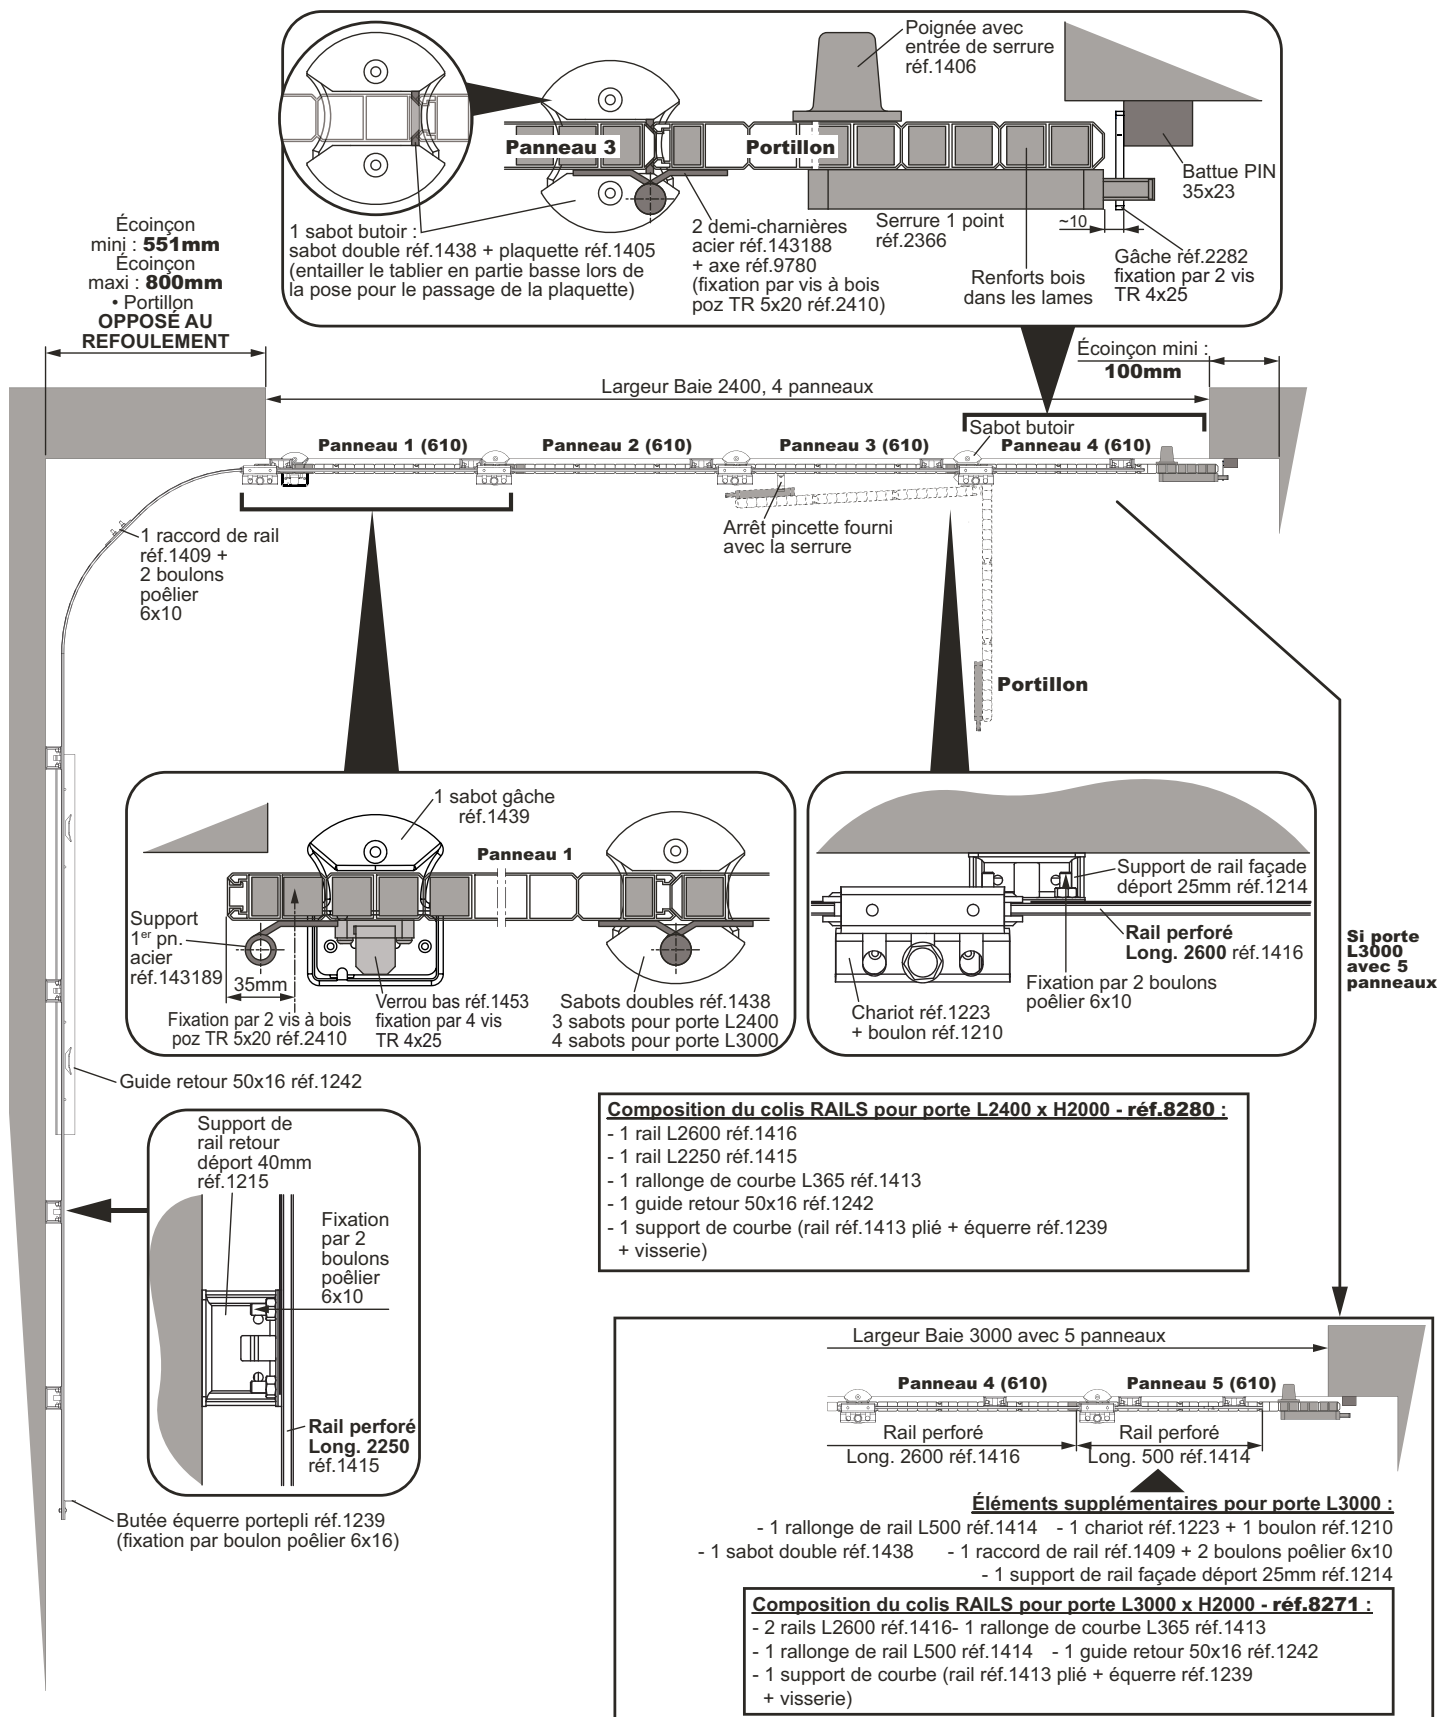 Poignée avec
entrée de serrure
réf.1406
Panneau 3
Portillon
Battue PIN
35x23
1 sabot butoir :
sabot double réf.1438 + plaquette réf.1405
(entailler le tablier en partie basse lors de
la pose pour le passage de la plaquette)
2 demi-charnières
acier réf.143188
+ axe réf.9780
(fixation par vis à bois
poz TR 5x20 réf.2410)
Serrure 1 point
réf.2366
~10
Renforts bois
dans les lames
Gâche réf.2282
fixation par 2 vis
TR 4x25
Écoinçon
mini : 551mm
Écoinçon
maxi : 800mm
• Portillon
OPPOSÉ AU
REFOULEMENT
Écoinçon mini :
100mm
Largeur Baie 2400, 4 panneaux
Sabot butoir
Panneau 1 (610)
Panneau 2 (610)
Panneau 3 (610)
Panneau 4 (610)
1 raccord de rail
réf.1409 +
2 boulons
poêlier
6x10
Arrêt pincette fourni
avec la serrure
Portillon
1 sabot gâche
réf.1439
Panneau 1
Support
1er pn.
acier
réf.143189
35mm
Fixation par 2 vis à bois
poz TR 5x20 réf.2410
Verrou bas réf.1453
fixation par 4 vis
TR 4x25
Sabots doubles réf.1438
3 sabots pour porte L2400
4 sabots pour porte L3000
Support de rail façade
déport 25mm réf.1214
Rail perforé
Long. 2600 réf.1416
Fixation par 2 boulons
poêlier 6x10
Chariot réf.1223
+ boulon réf.1210
Si porte
L3000
avec 5
panneaux
Guide retour 50x16 réf.1242
Support de
rail retour
déport 40mm
réf.1215
Fixation
par 2
boulons
poêlier
6x10
Rail perforé
Long. 2250
réf.1415
Butée équerre portepli réf.1239
(fixation par boulon poêlier 6x16)
Composition du colis RAILS pour porte L2400 x H2000 - réf.8280 :
- 1 rail L2600 réf.1416
- 1 rail L2250 réf.1415
- 1 rallonge de courbe L365 réf.1413
- 1 guide retour 50x16 réf.1242
- 1 support de courbe (rail réf.1413 plié + équerre réf.1239
+ visserie)
Largeur Baie 3000 avec 5 panneaux
Panneau 4 (610)
Panneau 5 (610)
Rail perforé
Long. 2600 réf.1416
Rail perforé
Long. 500 réf.1414
Éléments supplémentaires pour porte L3000 :
- 1 rallonge de rail L500 réf.1414 - 1 chariot réf.1223 + 1 boulon réf.1210
- 1 sabot double réf.1438 - 1 raccord de rail réf.1409 + 2 boulons poêlier 6x10
- 1 support de rail façade déport 25mm réf.1214
Composition du colis RAILS pour porte L3000 x H2000 - réf.8271 :
- 2 rails L2600 réf.1416- 1 rallonge de courbe L365 réf.1413
- 1 rallonge de rail L500 réf.1414 - 1 guide retour 50x16 réf.1242
- 1 support de courbe (rail réf.1413 plié + équerre réf.1239
+ visserie)